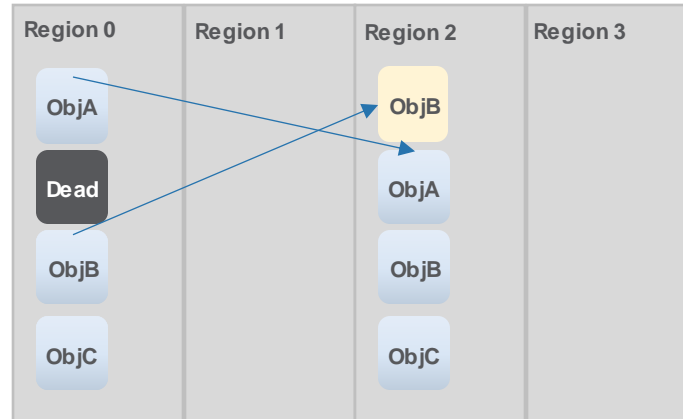 Region 0
Region 1
Region 2
Region 3
ObjA
Dead
ObjB
ObjC
ObjB
ObjA
ObjB
ObjC